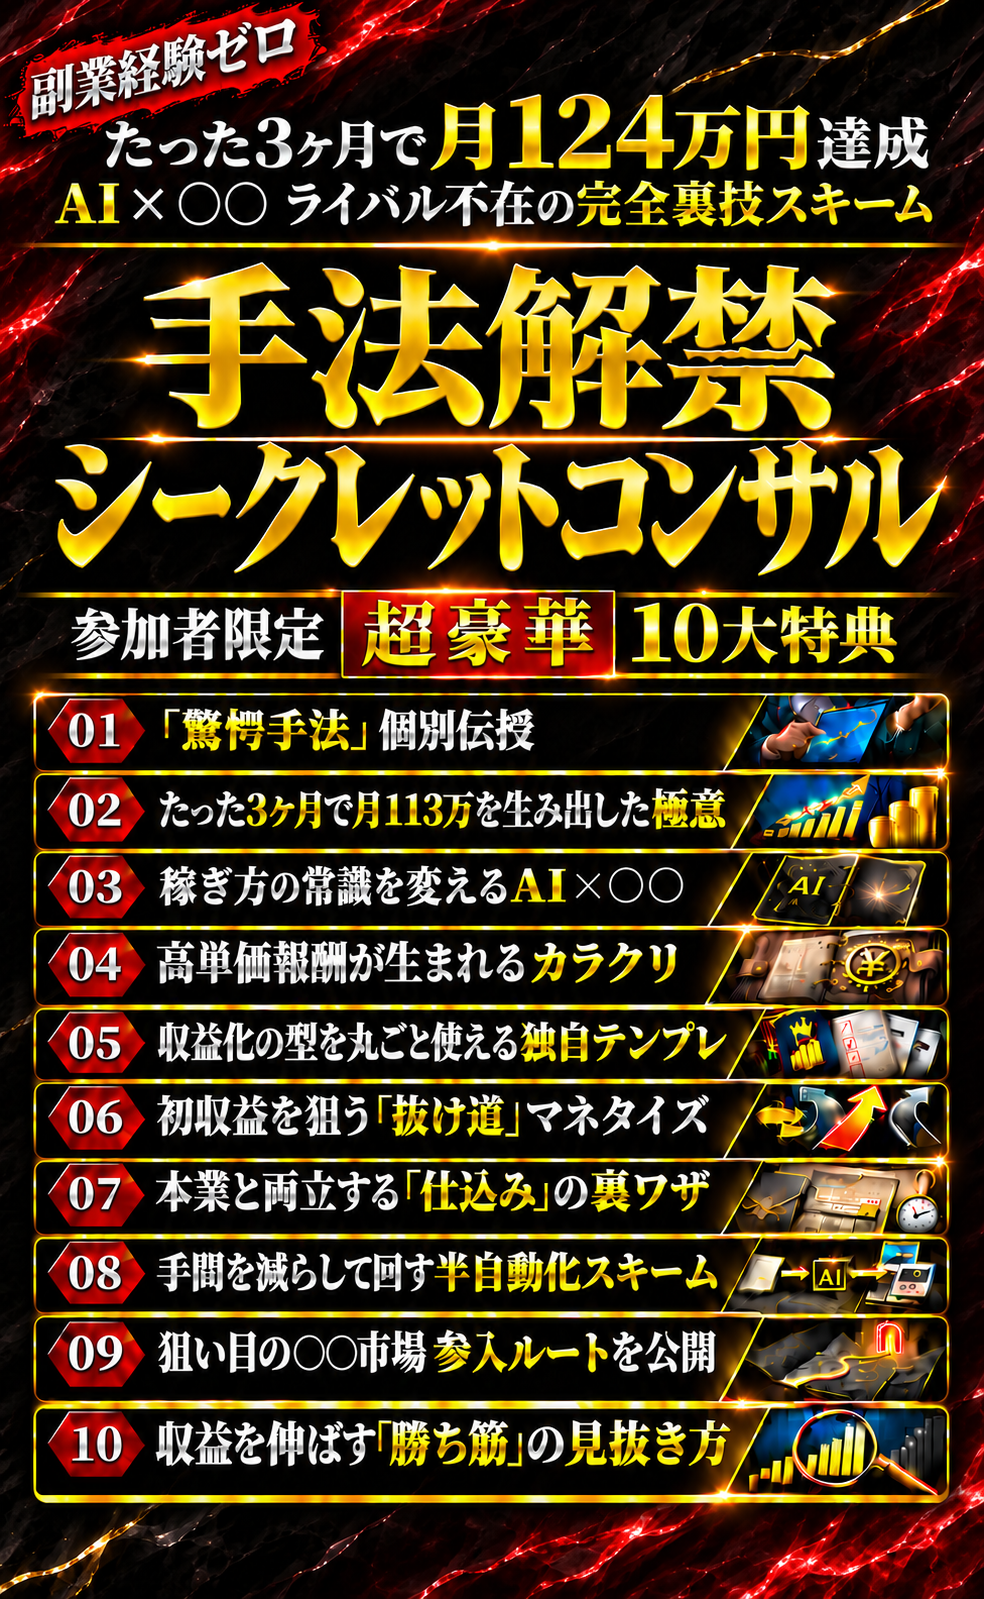 副業経験ゼロ
たった3ヶ月で月124万円達成
AI×〇〇 ライバル不在の完全裏技スキーム
手法解禁
シークレットコンサル
参加者限定 超豪華 10大特典
01 「驚愕手法」個別伝授
02 たった3ヶ月で月113万を生み出した極意
03 稼ぎ方の常識を変えるAI×〇〇
AI
04 高単価報酬が生まれるカラクリ
¥
05 収益化の型を丸ごと使える独自テンプレ
06 初収益を狙う「抜け道」マネタイズ
07 本業と両立する「仕込み」の裏ワザ
08 手間を減らして回す半自動化スキーム
AI
09 狙い目の〇〇市場 参入ルートを公開
10 収益を伸ばす「勝ち筋」の見抜き方